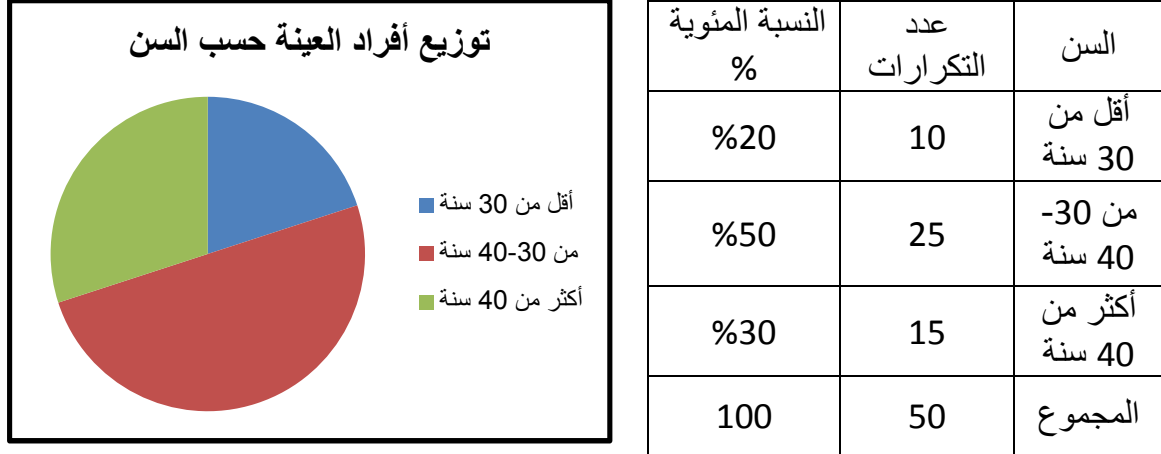 توزيع أفراد العينة حسب السن
أقل من 30 سنة
من 30-40 سنة
أكثر من 40 سنة
السن
عدد
التكرارات
النسبة المئوية
%
أقل من
30 سنة
10
%20
من 30-
40 سنة
25
%50
أكثر من
40 سنة
15
%30
المجموع
50
100